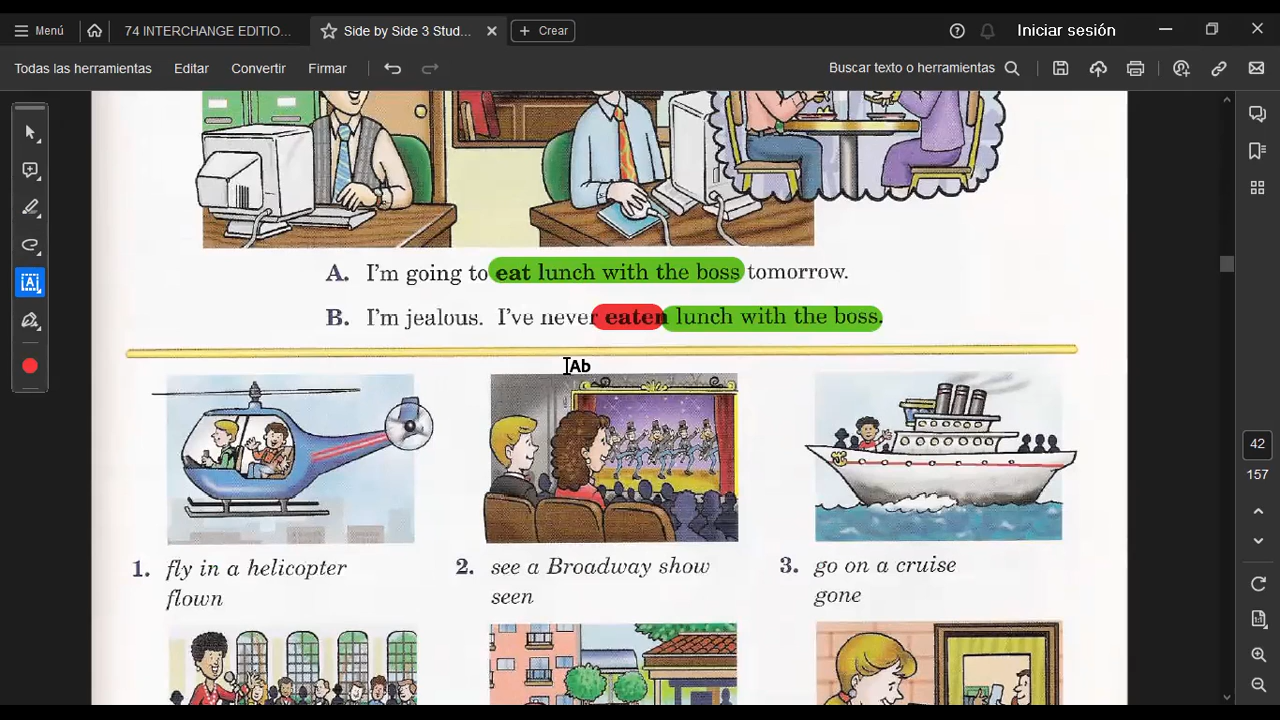 Menú
74 INTERCHANGE EDITIO...
Side by Side 3 Stud...
Crear
Iniciar sesión
Todas las herramientas
Editar
Convertir
Firmar
Buscar texto o herramientas
A. I'm going to eat lunch with the boss tomorrow.
B. I'm jealous. I've never eaten lunch with the boss.
Ab
1. fly in a helicopter
flown
2. see a Broadway show
seen
3. go on a cruise
gone
42
157